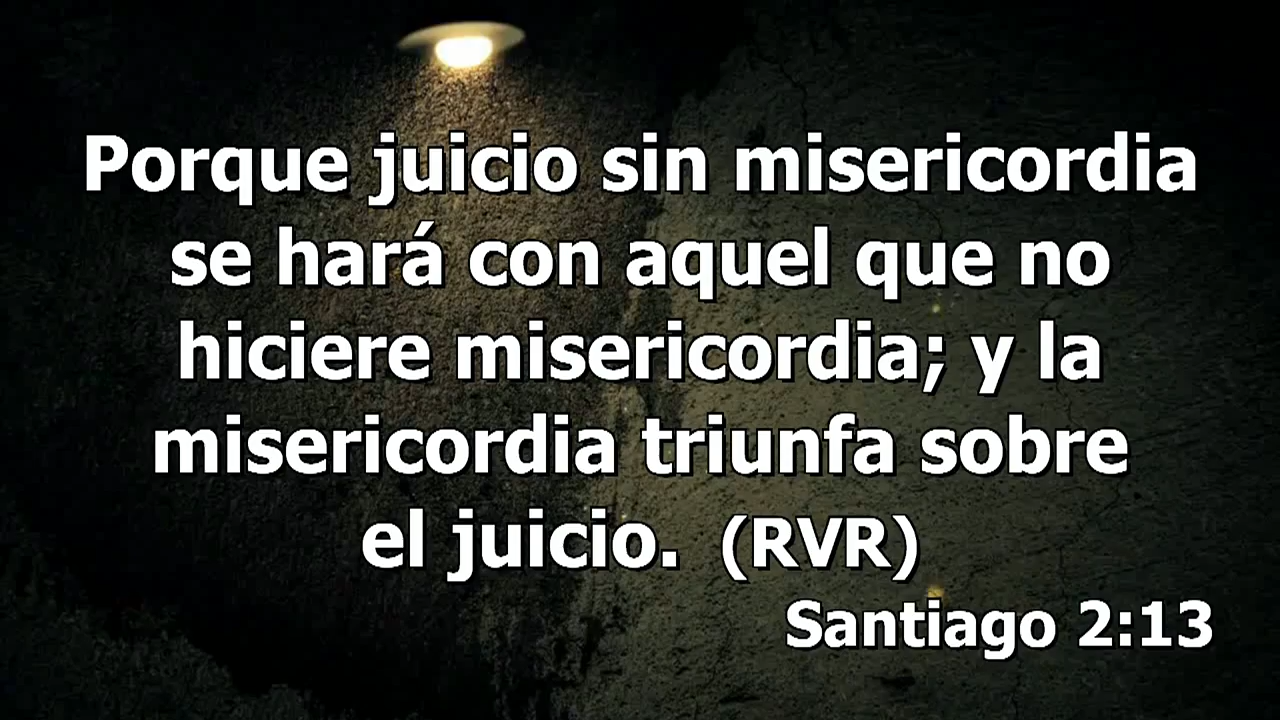 Porque juicio sin misericordia
se hará con aquel que no
hiciere misericordia; y la
misericordia triunfa sobre
el juicio. (RVR)
Santiago 2:13